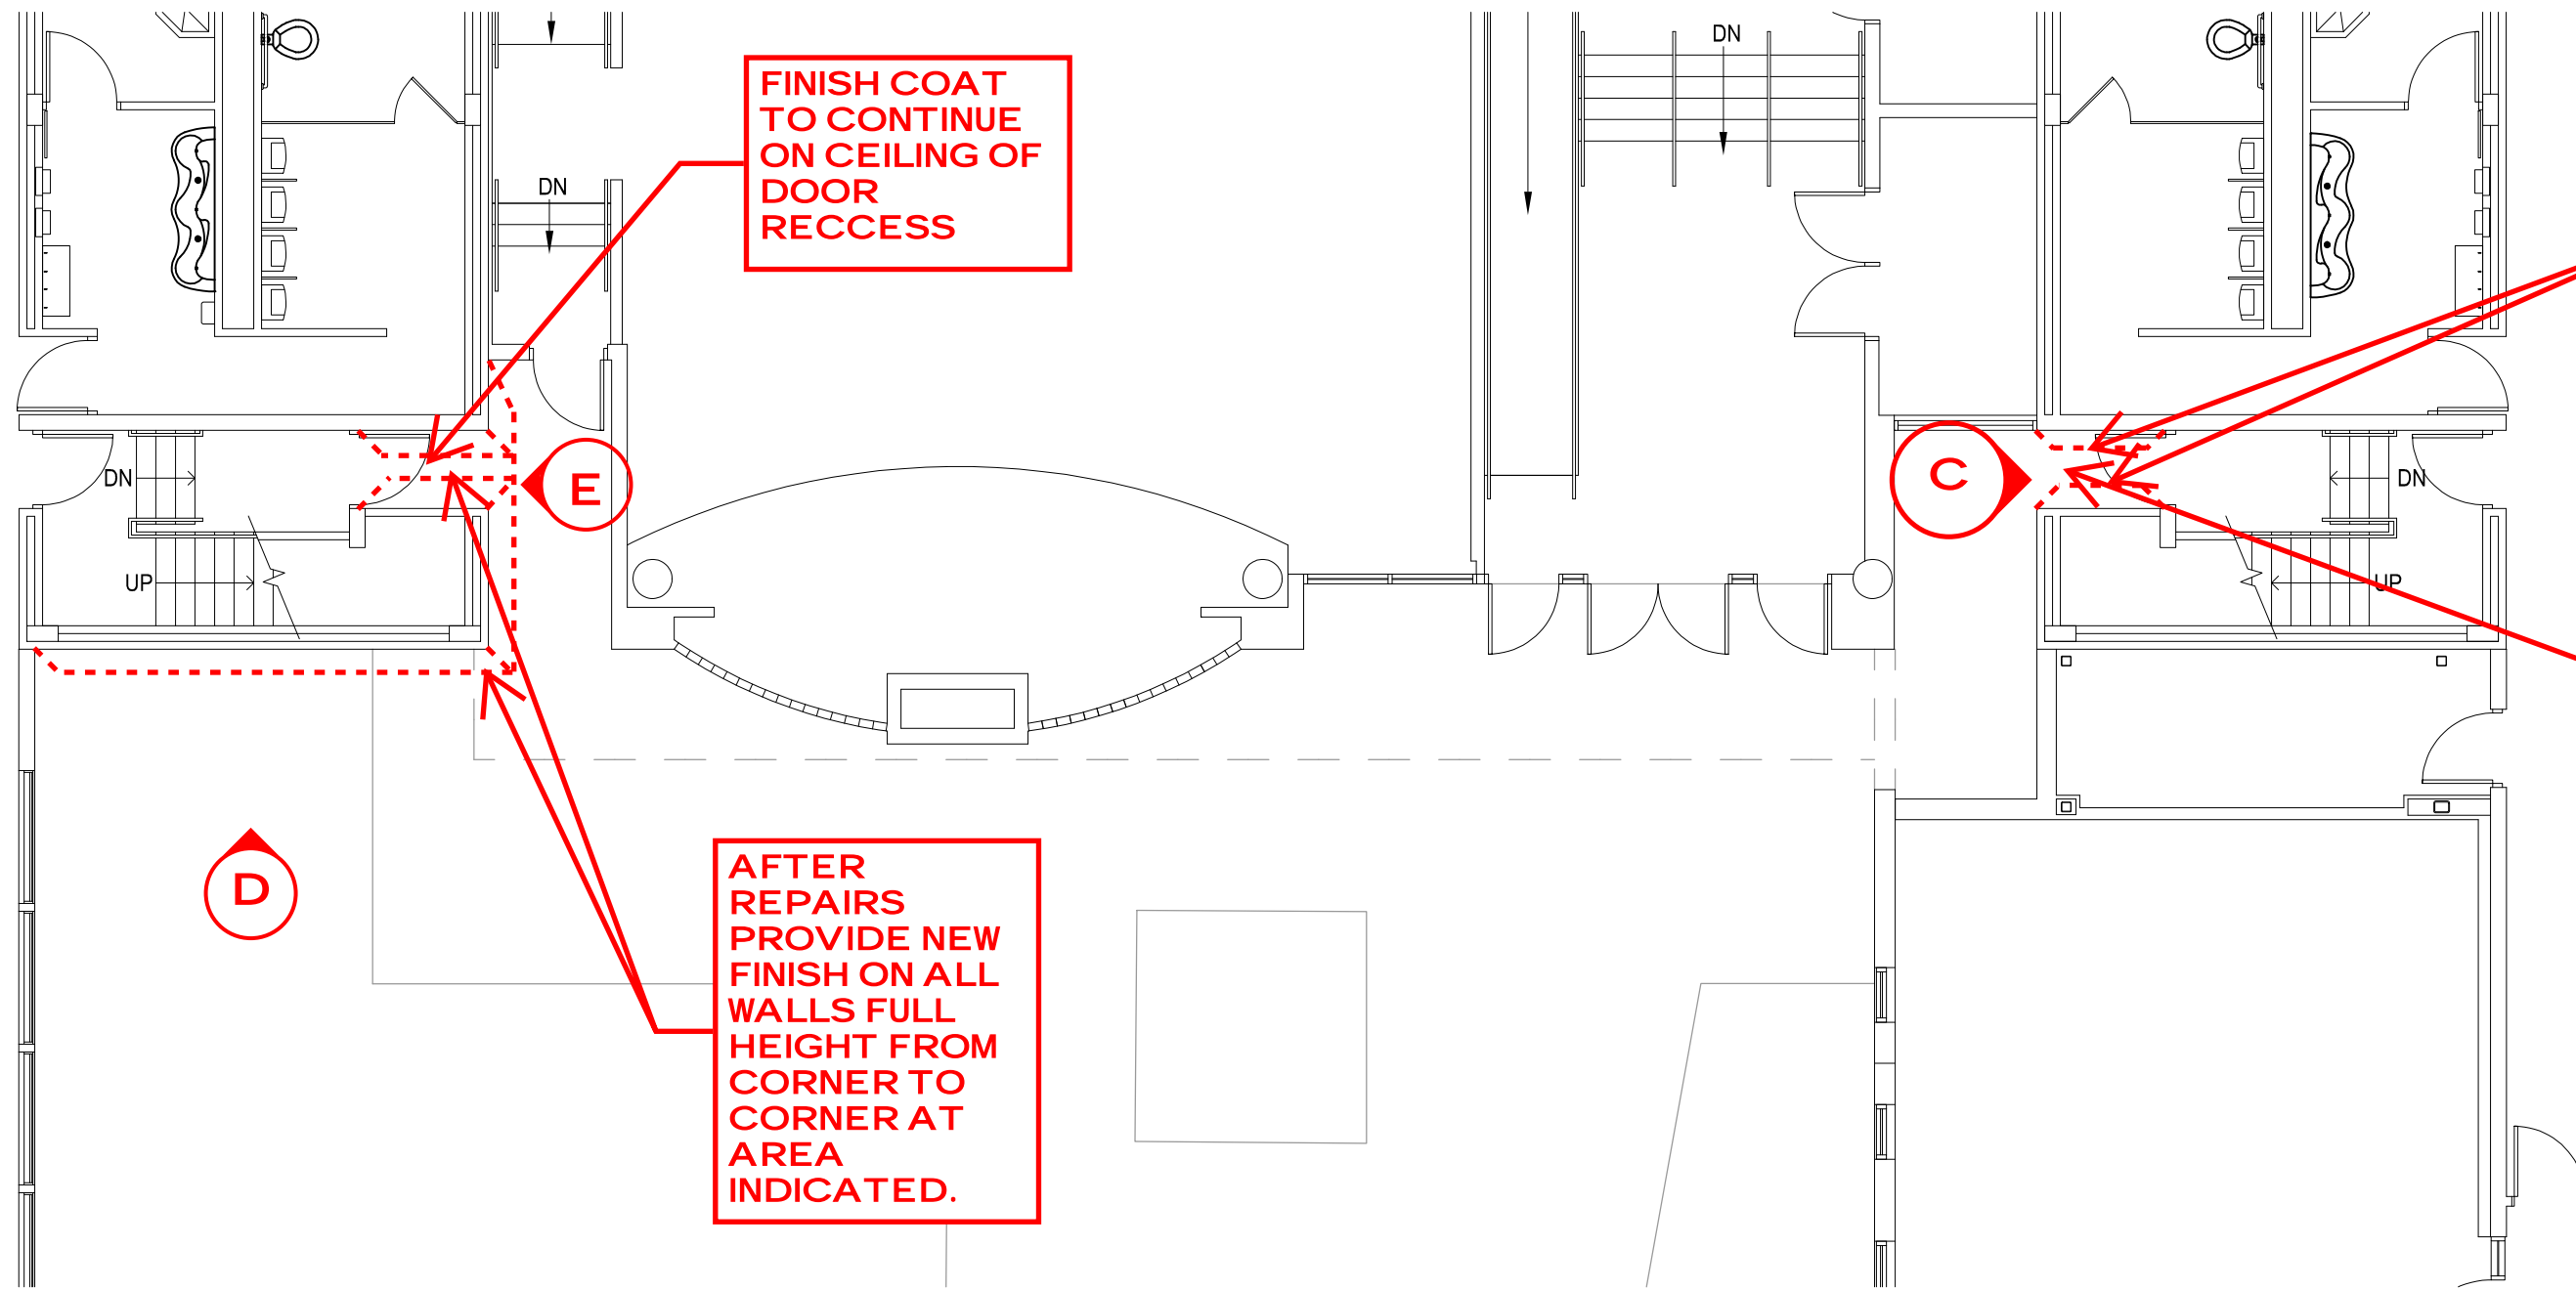 DN
FINISH COAT
TO CONTINUE
ON CEILING OF
DOOR
RECCESS
DN
E
C
DN
DN
UP
UP
D
AFTER
REPAIRS
PROVIDE NEW
FINISH ON ALL
WALLS FULL
HEIGHT FROM
CORNER TO
CORNER AT
AREA
INDICATED.